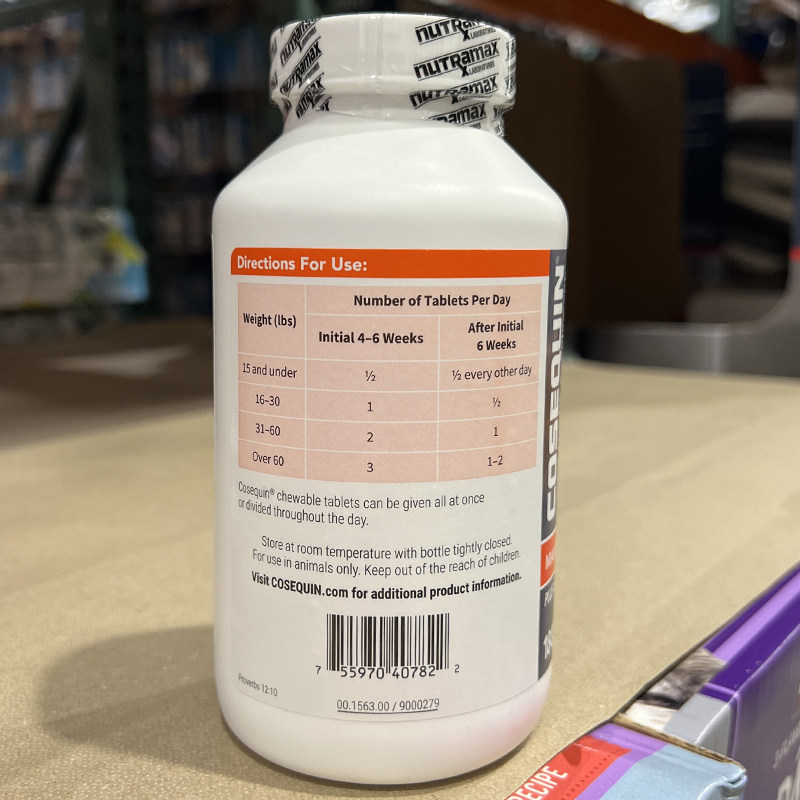 nutramax
LABORATORIES
nutramax
LABORATORIES
Directions For Use:
Weight (lbs)
Number of Tablets Per Day
Initial 4–6 Weeks
After Initial
6 Weeks
15 and under ½ ½ every other day
16–30 1 ½
31–60 2 1
Over 60 3 1–2
Cosequin® chewable tablets can be given all at once
or divided throughout the day.
Store at room temperature with bottle tightly closed.
For use in animals only. Keep out of the reach of children.
Visit COSEQUIN.com for additional product information.
7 55970 40782 2
Proverbs 12:10
00.1563.00 / 9000279
COSEQUIN
RECIPE